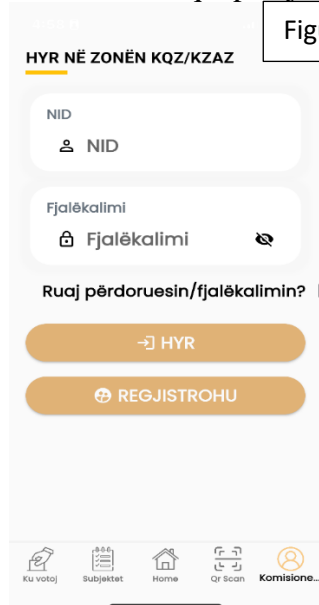 Fig
HYR NË ZONËN KQZ/KZAZ
NID
NID
Fjalëkalimi
Fjalëkalimi
Ruaj përdoruesin/fjalëkalimin?
HYR
REGJISTROHU
Ku votoj Subjektet Home Qr Scan Komisione...